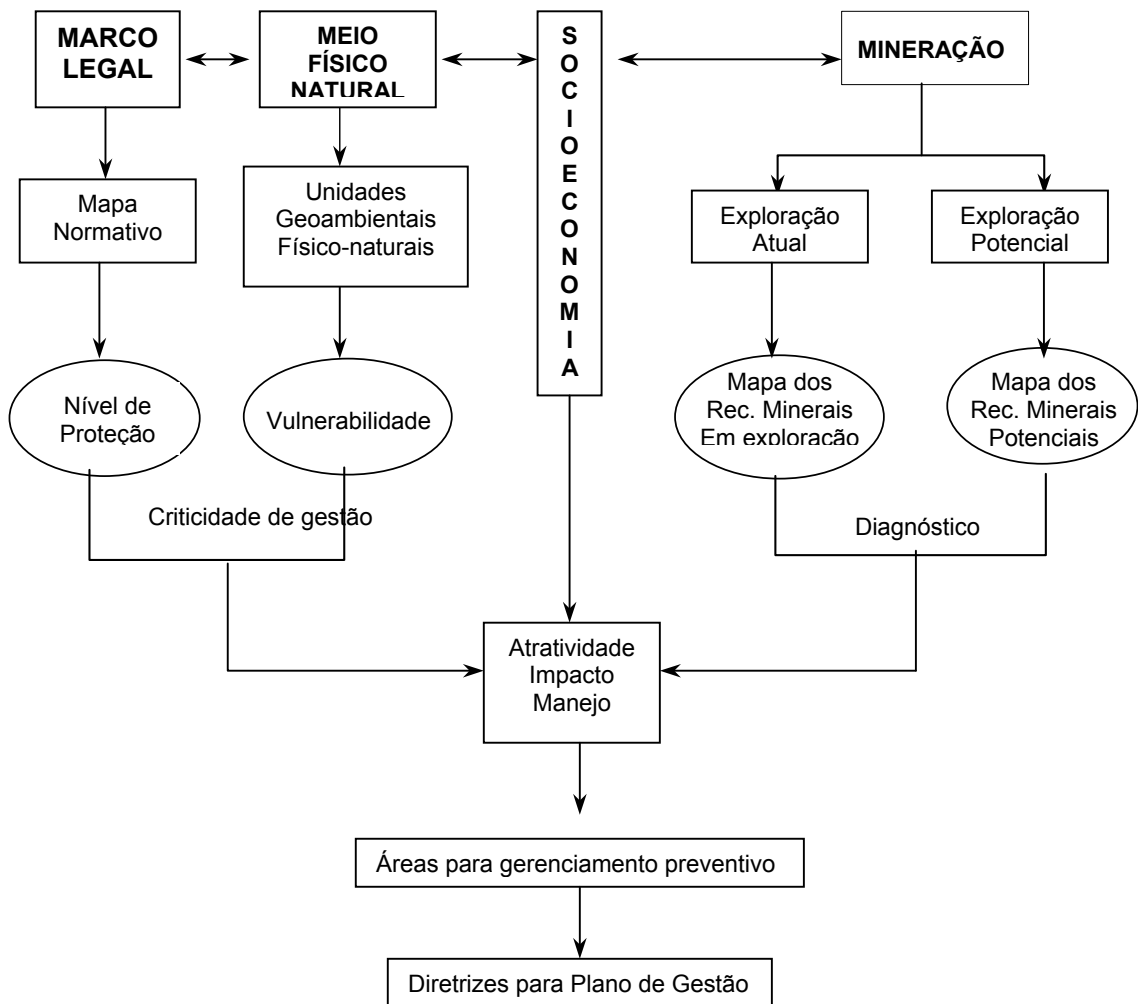 MARCO
LEGAL
MEIO
FÍSICO
NATURAL
S
O
C
I
O
E
C
O
N
O
M
I
A
MINERAÇÃO
Mapa
Normativo
Unidades
Geoambientais
Físico-naturais
Exploração
Atual
Exploração
Potencial
Nível de
Proteção
Vulnerabilidade
Mapa dos
Rec. Minerais
Em exploração
Mapa dos
Rec. Minerais
Potenciais
Criticidade de gestão
Diagnóstico
Atratividade
Impacto
Manejo
Áreas para gerenciamento preventivo
Diretrizes para Plano de Gestão